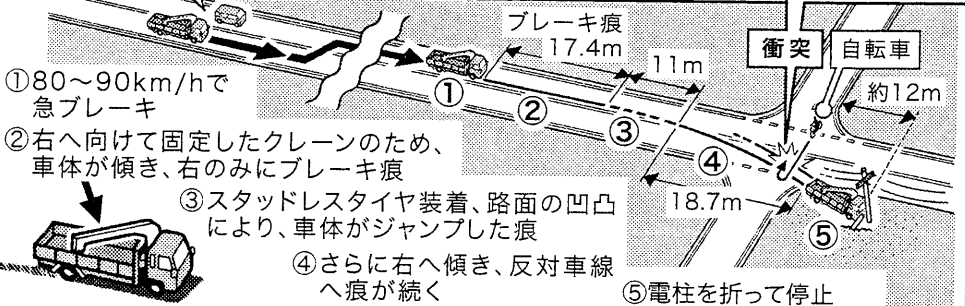 ブレーキ痕
17.4m
11m
衝突
自転車
約12m
①
②
③
④
18.7m
⑤
①80〜90km/hで
急ブレーキ
②右へ向けて固定したクレーンのため、
車体が傾き、右のみにブレーキ痕
③スタッドレスタイヤ装着、路面の凹凸
により、車体がジャンプした痕
④さらに右へ傾き、反対車線
へ痕が続く
⑤電柱を折って停止